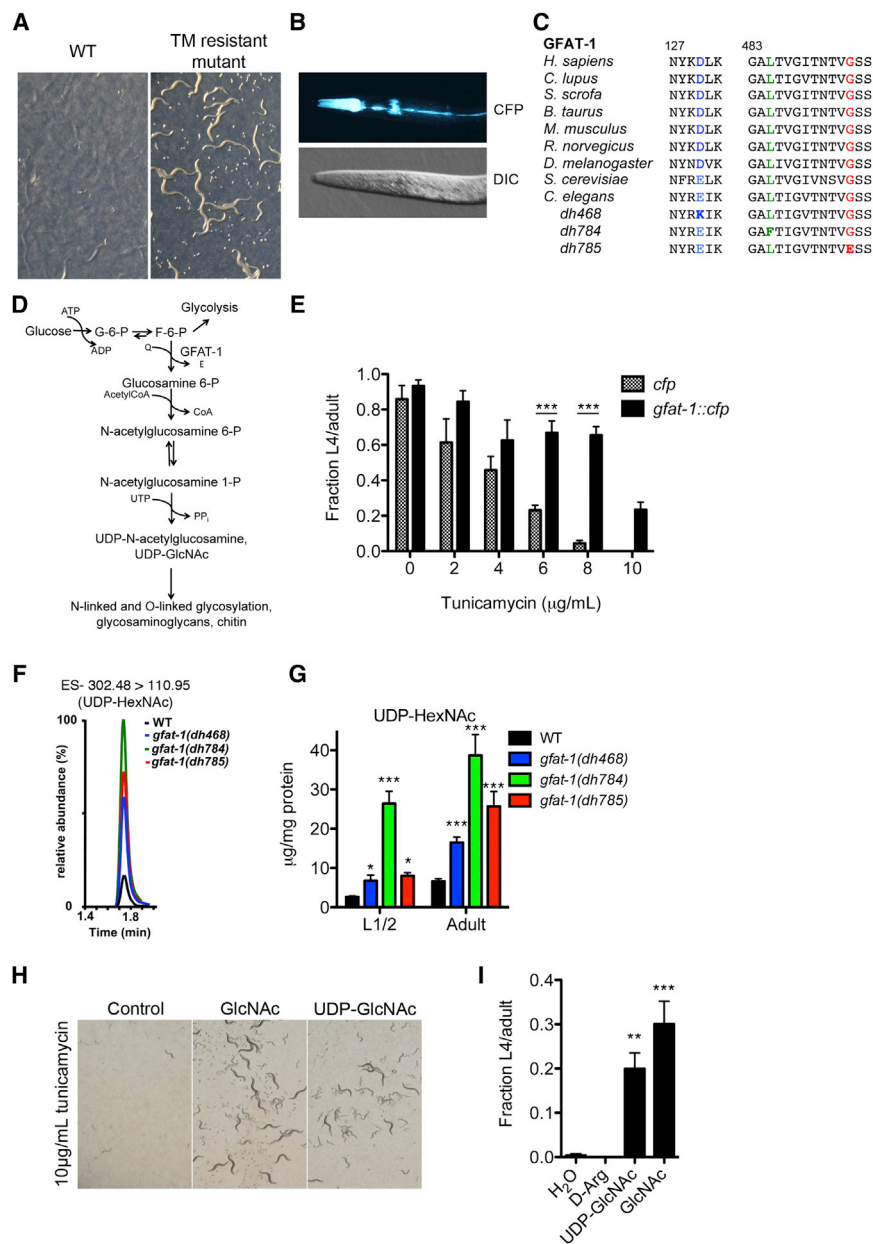 A
WT
TM resistant
mutant
B
CFP
DIC
C
GFAT-1 127 483
H. sapiens NYKDLK GALTVGITNTVGSS
C. lupus NYKDLK GALTIGVTNTVGSS
S. scrofa NYKDLK GALTVGITNTVGSS
B. taurus NYKDLK GALTVGITNTVGSS
M. musculus NYKDLK GALTVGITNTVGSS
R. norvegicus NYKDLK GALTVGITNTVGSS
D. melanogaster NYNDVK GALIVGITNTVGSS
S. cerevisiae NFRELK GALTVGIVNSVGSS
C. elegans NYREIK GALTIGVTNTVGSS
dh468 NYRKIK GALTIGVTNTVGSS
dh784 NYREIK GAFTIGVTNTVGSS
dh785 NYREIK GALTIGVTNTVESS
D
ATP
Glycolysis
Glucose G-6-P F-6-P
ADP
Q GFAT-1
E
Glucosamine 6-P
AcetylCoA
CoA
N-acetylglucosamine 6-P
N-acetylglucosamine 1-P
UTP
PPi
UDP-N-acetylglucosamine,
UDP-GlcNAc
N-linked and O-linked glycosylation,
glycosaminoglycans, chitin
E
Fraction L4/adult
1.0
0.8
0.6
0.4
0.2
0.0
*** ***
cfp
gfat-1::cfp
0 2 4 6 8 10
Tunicamycin (µg/mL)
F
ES- 302.48 > 110.95
(UDP-HexNAc)
relative abundance (%)
100
0
WT
gfat-1(dh468)
gfat-1(dh784)
gfat-1(dh785)
1.4 1.8
Time (min)
G
UDP-HexNAc
µg/mg protein
40
30
20
10
0
* *** *
*** *** ***
L1/2 Adult
WT
gfat-1(dh468)
gfat-1(dh784)
gfat-1(dh785)
H
Control GlcNAc UDP-GlcNAc
10µg/mL tunicamycin
I
Fraction L4/adult
0.4
0.3
0.2
0.1
0.0
** ***
H2O
D-Arg
UDP-GlcNAc
GlcNAc